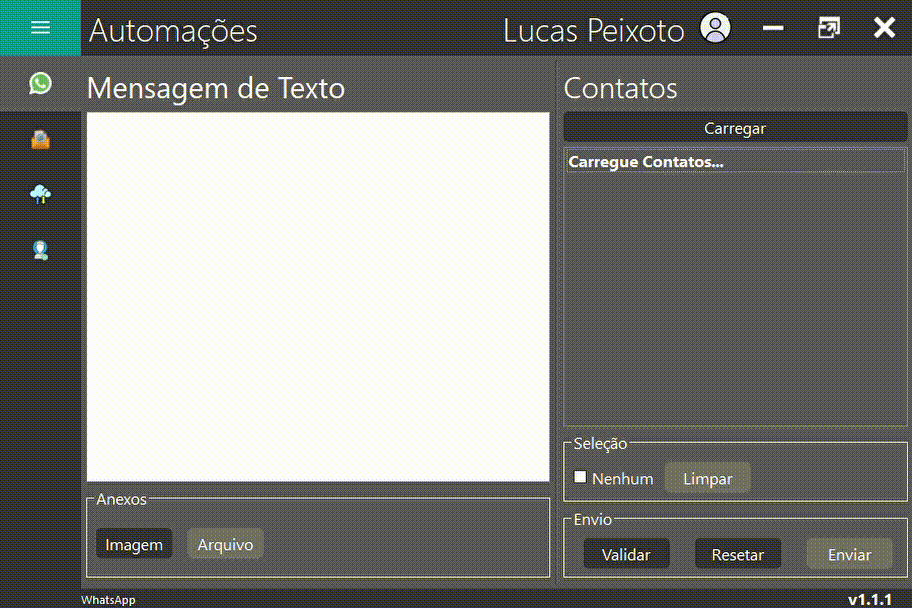 Automações
Lucas Peixoto
Mensagem de Texto
Contatos
Carregar
Carregue Contatos...
Seleção
Nenhum
Limpar
Anexos
Imagem
Arquivo
Envio
Validar
Resetar
Enviar
WhatsApp
v1.1.1